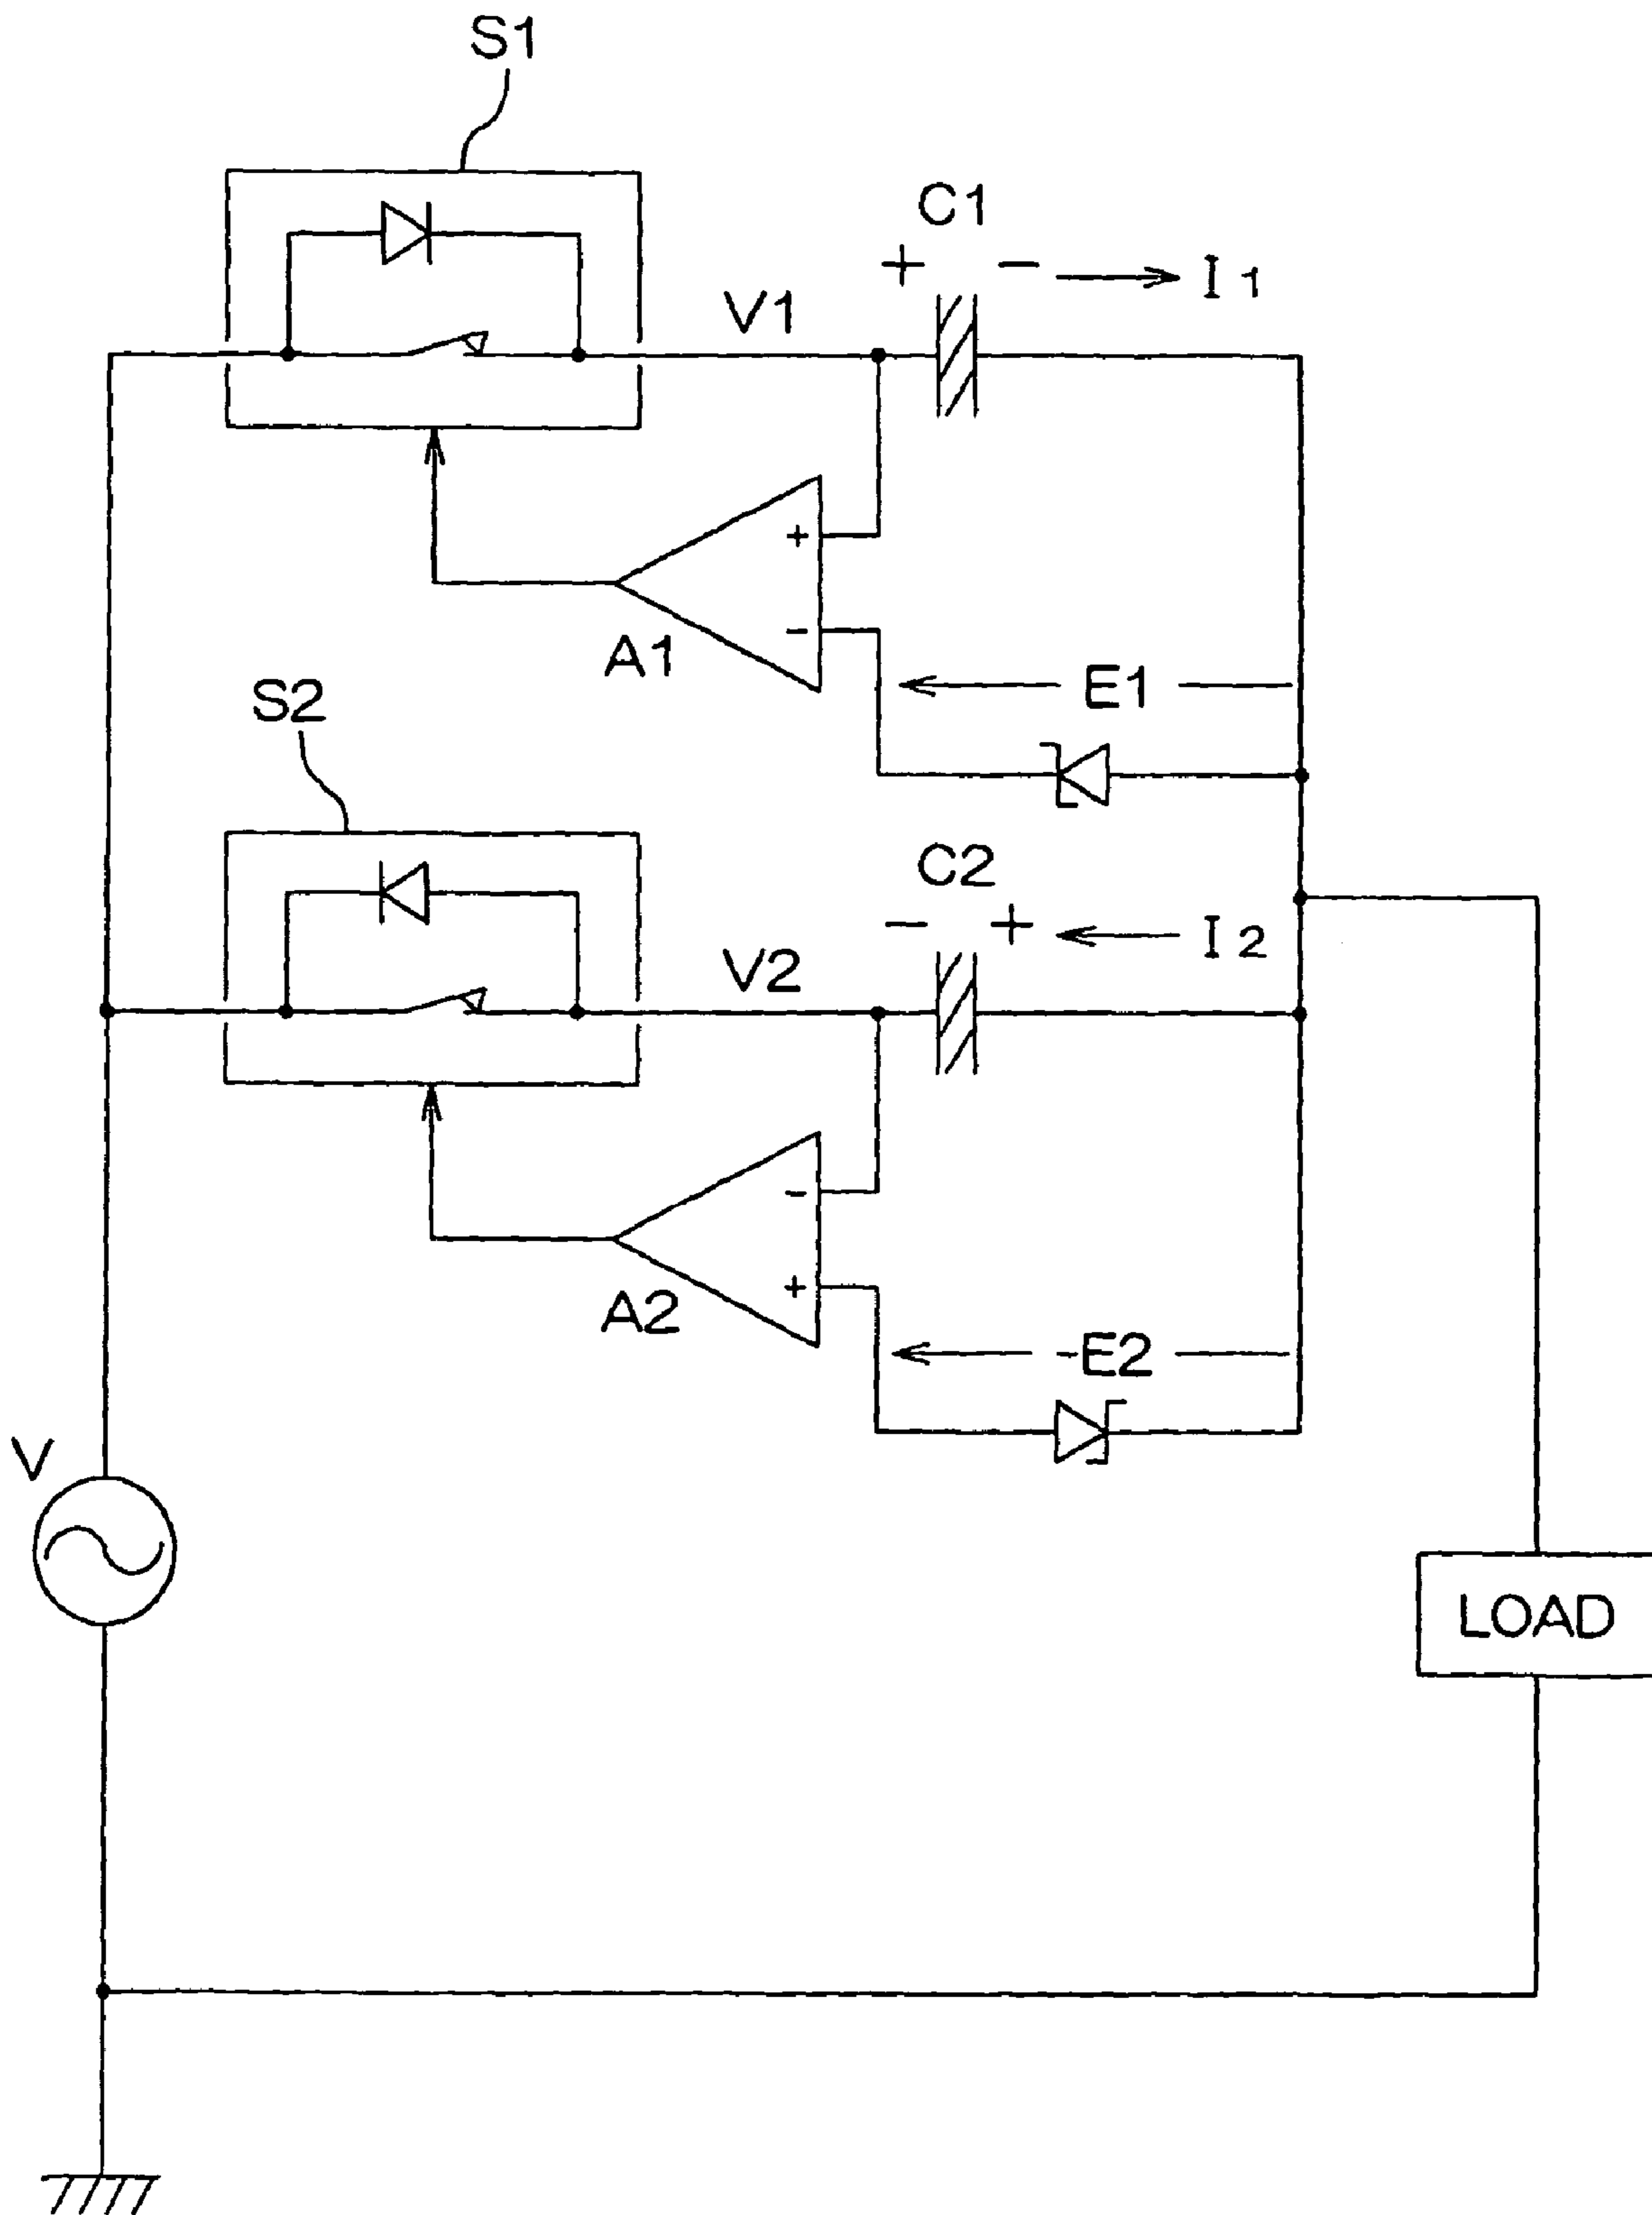 S1
C1
+ − → I1
V1
+
−
A1
← E1
S2
C2
− + ← I2
V2
−
+
A2
← -E2
V
LOAD